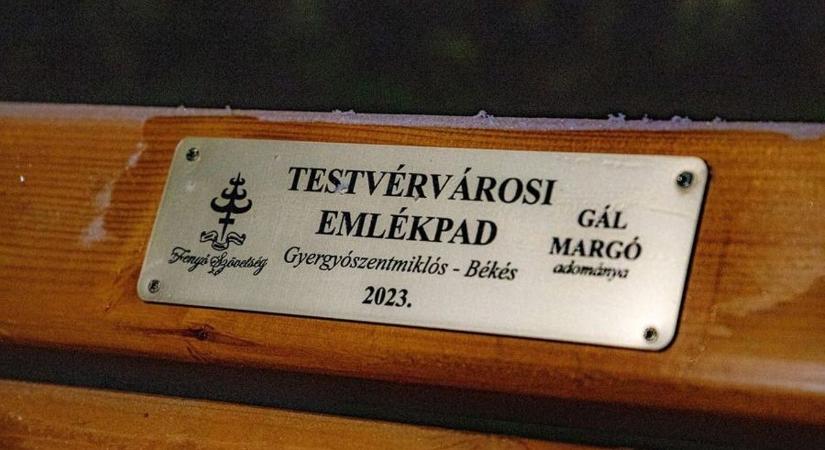 TESTVÉRVÁROSI
EMLÉKPAD
Gyergyószentmiklós - Békés
2023.
Fenyő Szövetség
GÁL
MARGÓ
adománya